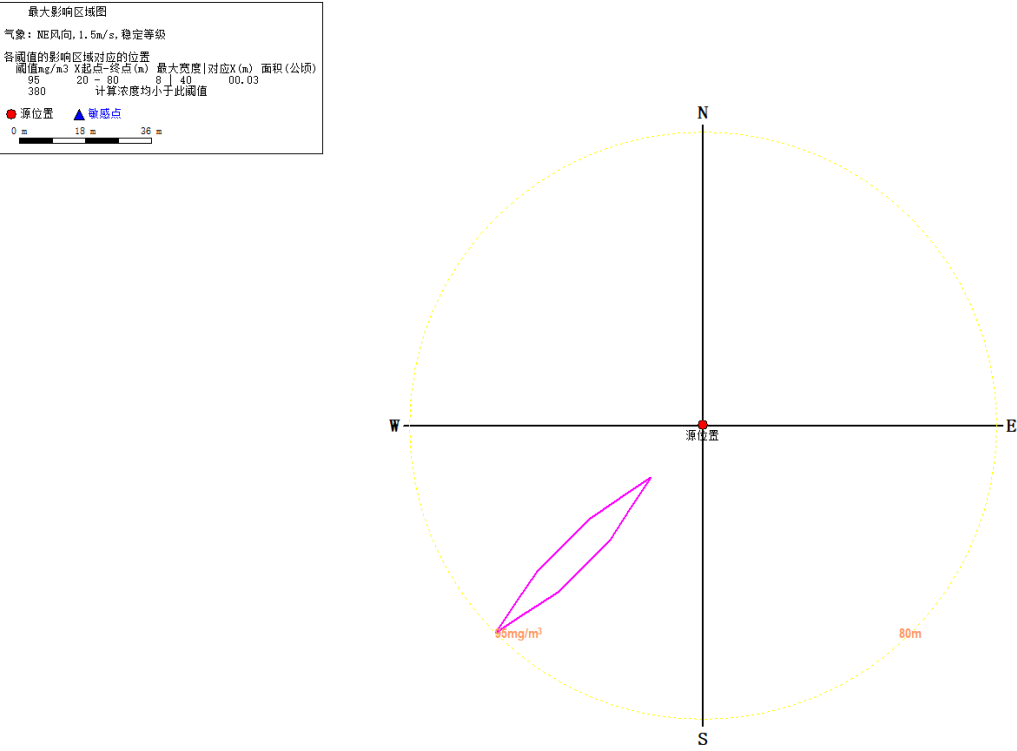 最大影响区域图
气象：NE风向,1.5m/s,稳定等级
各阈值的影响区域对应的位置
阈值mg/m3 X起点-终点(m) 最大宽度|对应X(m) 面积(公顷)
95 20 - 80 8 | 40 00.03
380 计算浓度均小于此阈值
源位置 敏感点
0 m 18 m 36 m
N
W
E
源位置
mg/m³
80m
S